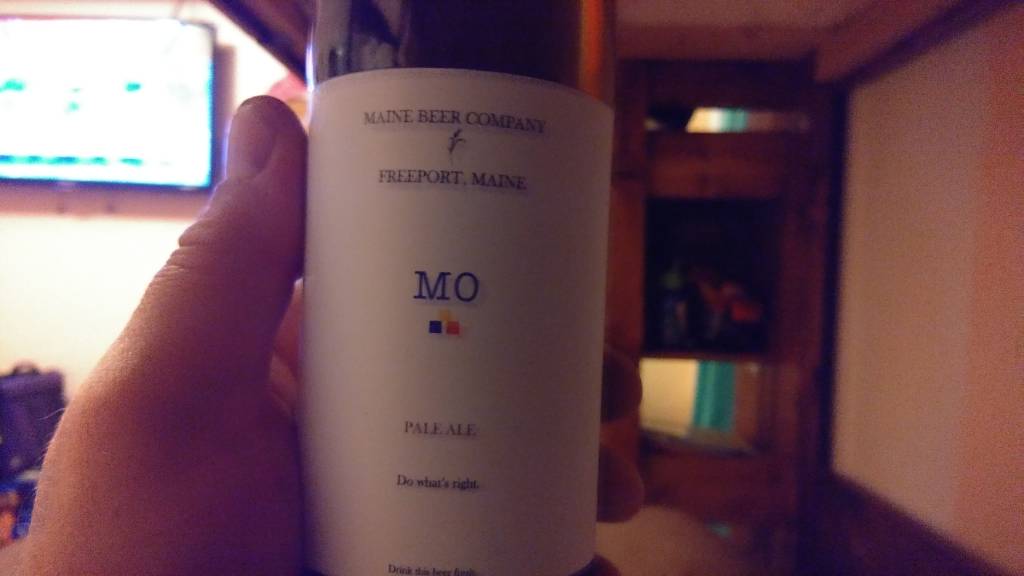 MAINE BEER COMPANY
FREEPORT, MAINE
MO
PALE ALE
Do what's right.
Drink this beer